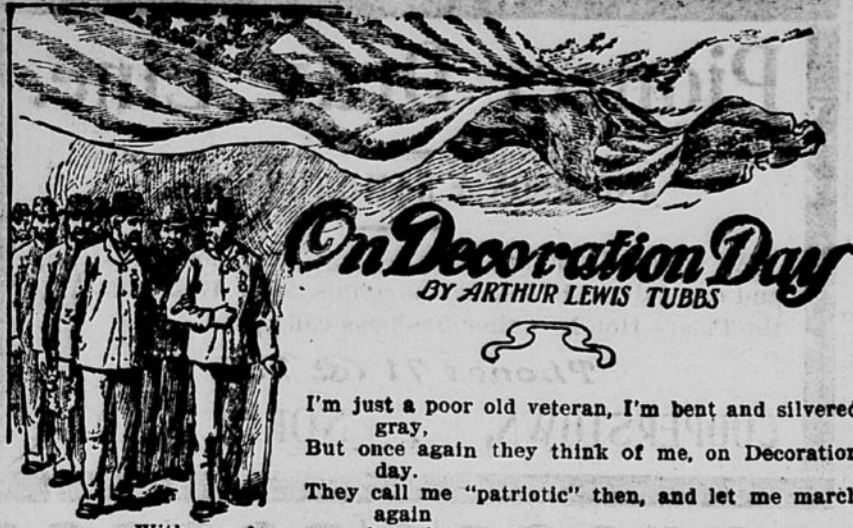 On Decoration Day
BY ARTHUR LEWIS TUBBS
I'm just a poor old veteran, I'm bent and silvered
gray,
But once again they think of me, on Decoration
day.
They call me "patriotic" then, and let me march
again